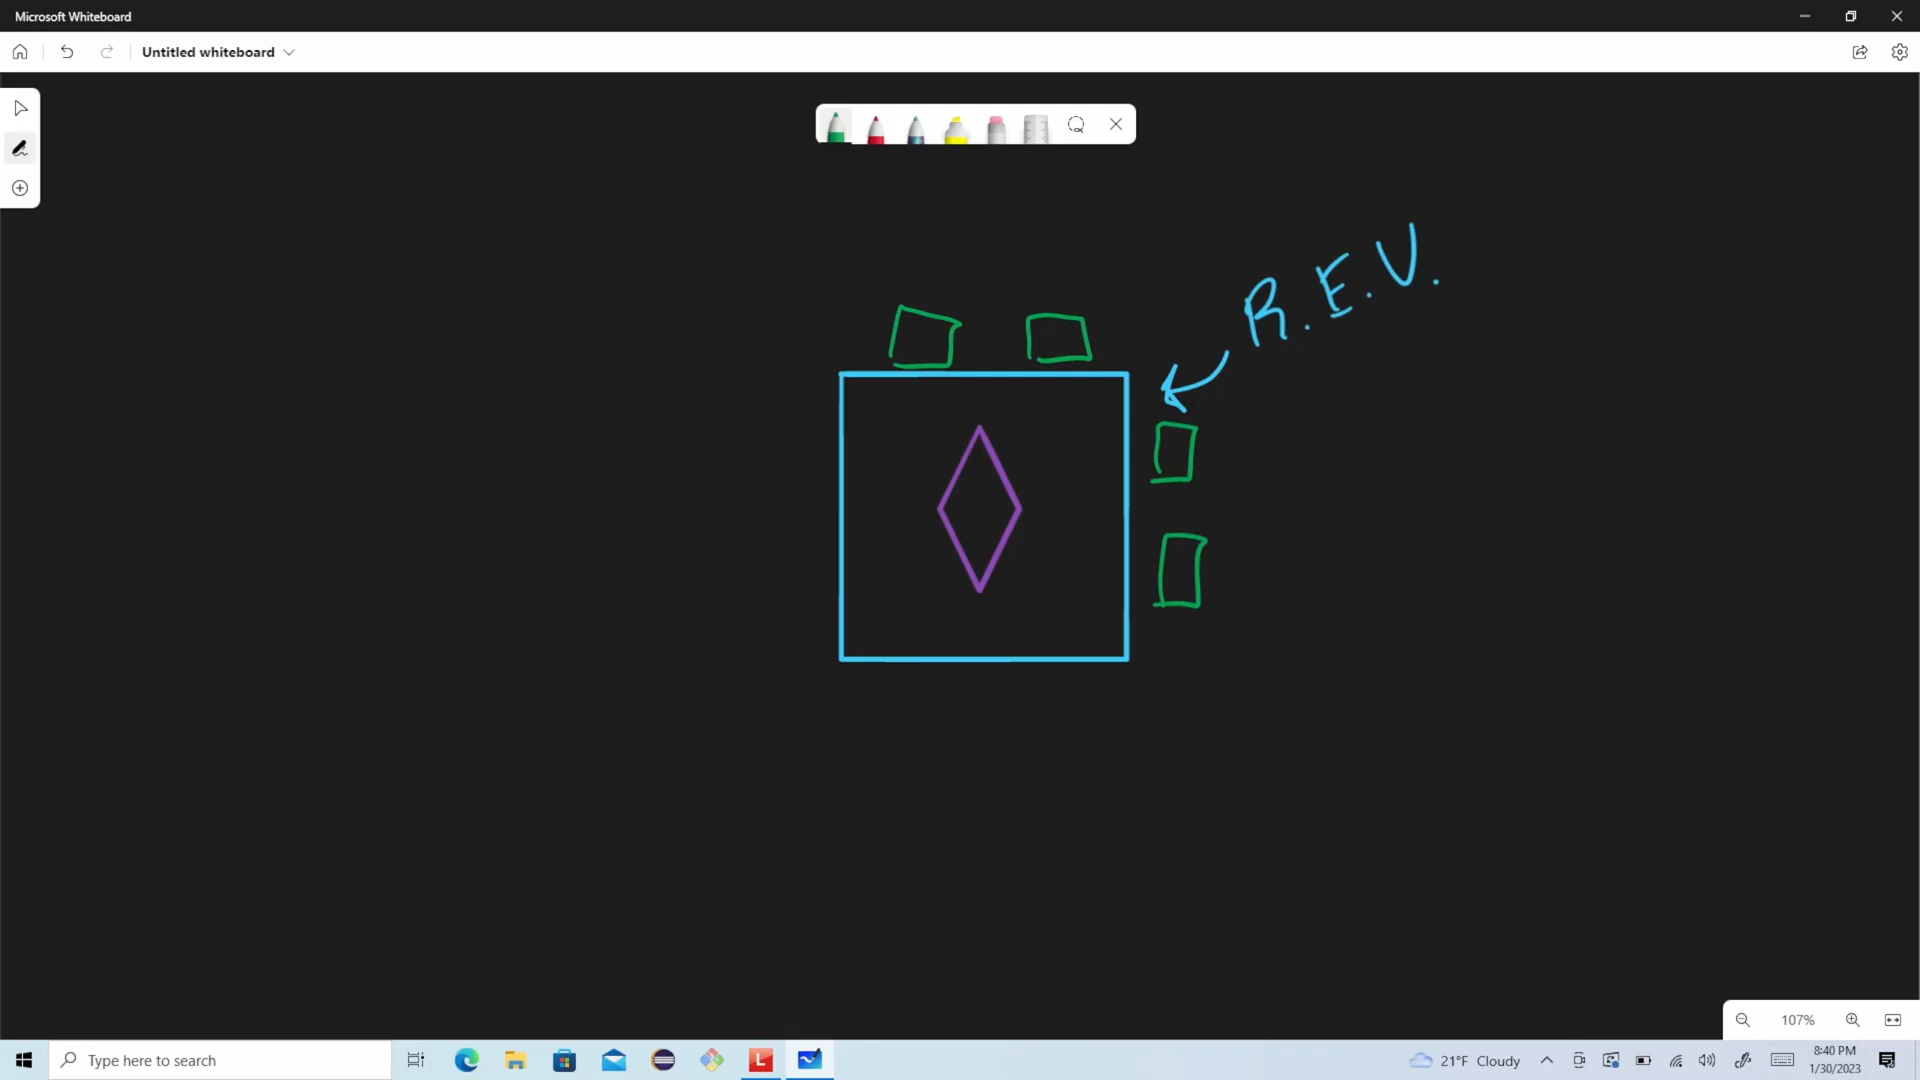 Microsoft Whiteboard
Untitled whiteboard
R.E.V.
107%
Type here to search
L
21°F Cloudy
8:40 PM
1/30/2023